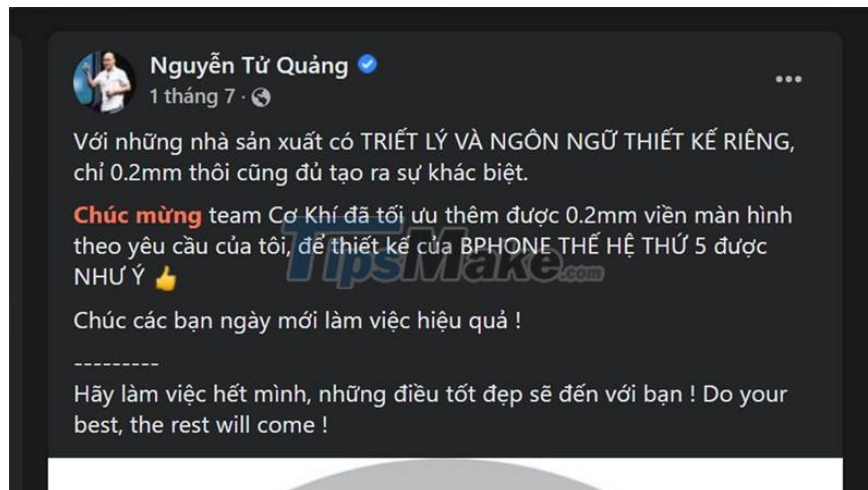 Nguyễn Tử Quảng
1 tháng 7 ·
Với những nhà sản xuất có TRIẾT LÝ VÀ NGÔN NGỮ THIẾT KẾ RIÊNG,
chỉ 0.2mm thôi cũng đủ tạo ra sự khác biệt.
Chúc mừng team Cơ Khí đã tối ưu thêm được 0.2mm viền màn hình
theo yêu cầu của tôi, để thiết kế của BPHONE THẾ HỆ THỨ 5 được
NHƯ Ý 👍
TipsMake.com
Chúc các bạn ngày mới làm việc hiệu quả !
---------
Hãy làm việc hết mình, những điều tốt đẹp sẽ đến với bạn ! Do your
best, the rest will come !